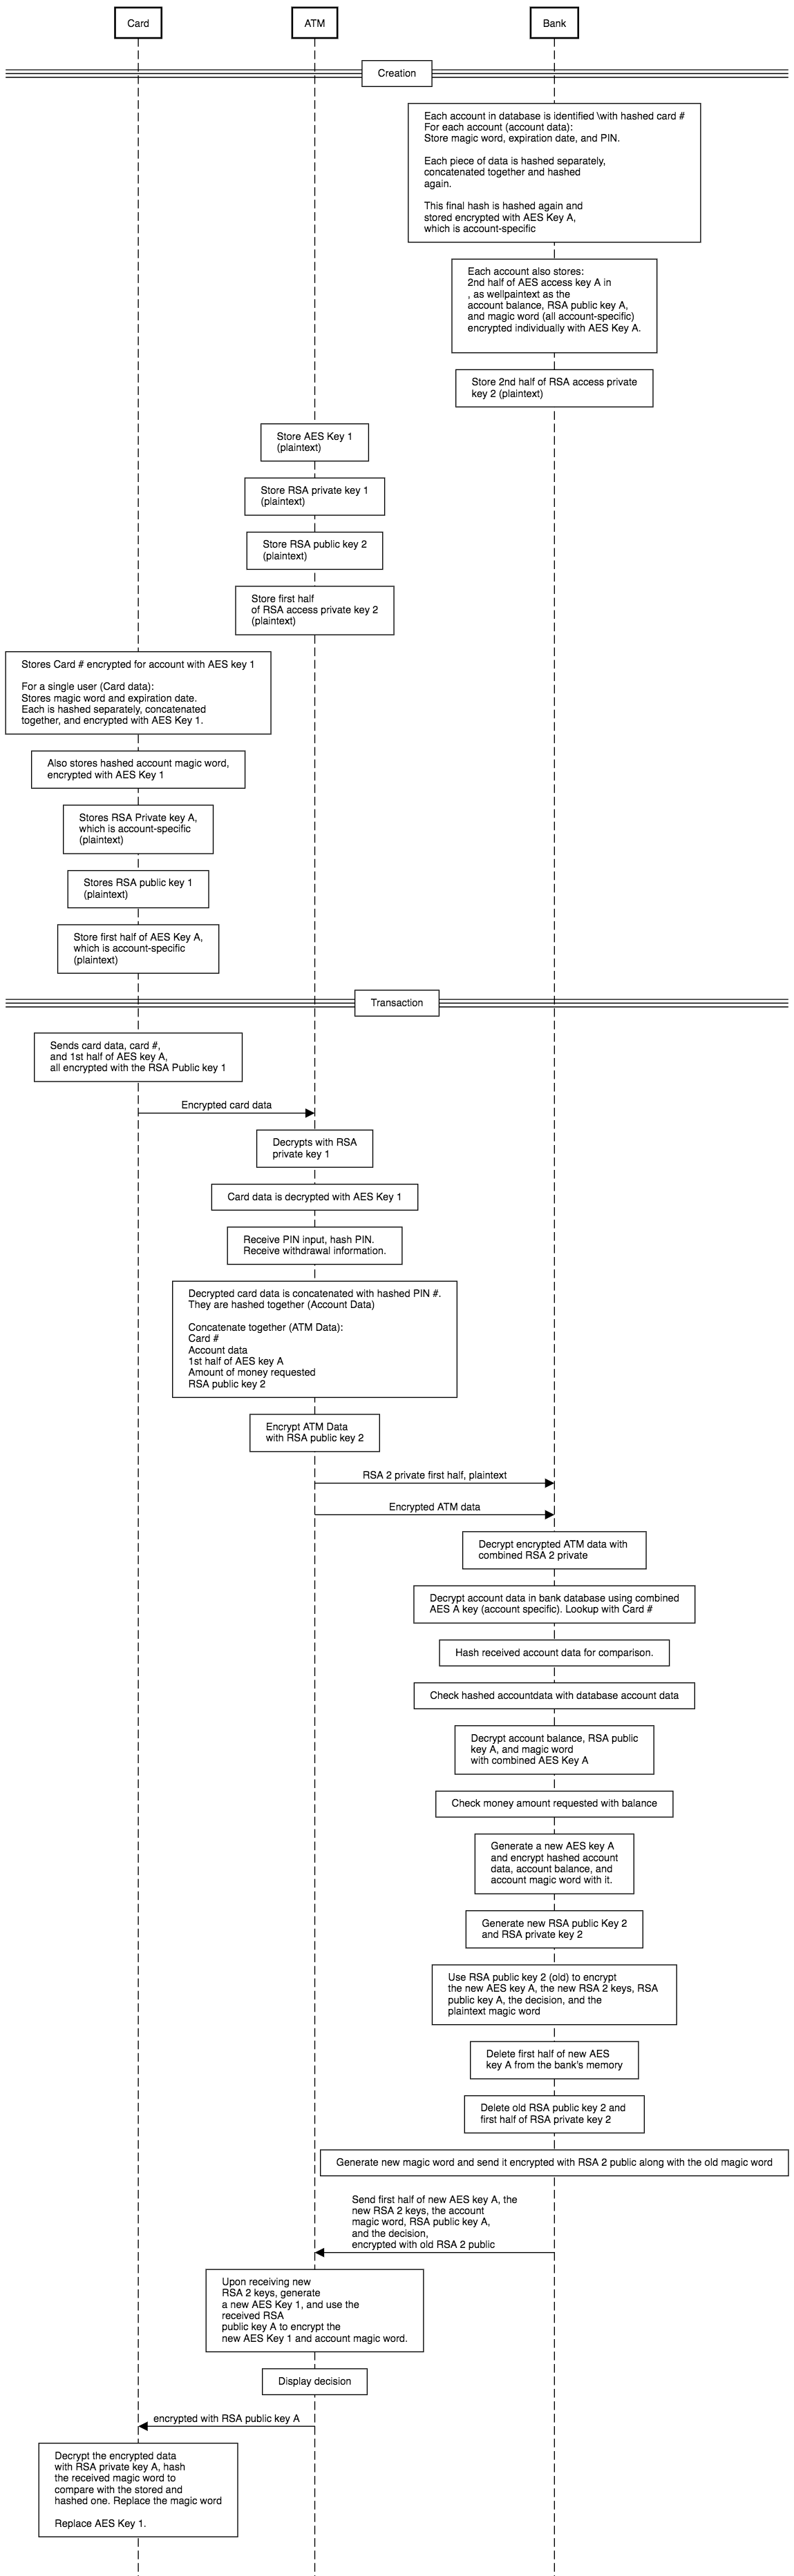 Card
ATM
Bank
Creation
Each account in database is identified \with hashed card #
For each account (account data):
Store magic word, expiration date, and PIN.
Each piece of data is hashed separately,
concatenated together and hashed
again.
This final hash is hashed again and
stored encrypted with AES Key A,
which is account-specific
Each account also stores:
2nd half of AES access key A in
, as wellpaintext as the
account balance, RSA public key A,
and magic word (all account-specific)
encrypted individually with AES Key A.
Store 2nd half of RSA access private
key 2 (plaintext)
Store AES Key 1
(plaintext)
Store RSA private key 1
(plaintext)
Store RSA public key 2
(plaintext)
Store first half
of RSA access private key 2
(plaintext)
Stores Card # encrypted for account with AES key 1
For a single user (Card data):
Stores magic word and expiration date.
Each is hashed separately, concatenated
together, and encrypted with AES Key 1.
Also stores hashed account magic word,
encrypted with AES Key 1
Stores RSA Private key A,
which is account-specific
(plaintext)
Stores RSA public key 1
(plaintext)
Store first half of AES Key A,
which is account-specific
(plaintext)
Transaction
Sends card data, card #,
and 1st half of AES key A,
all encrypted with the RSA Public key 1
Encrypted card data
Decrypts with RSA
private key 1
Card data is decrypted with AES Key 1
Receive PIN input, hash PIN.
Receive withdrawal information.
Decrypted card data is concatenated with hashed PIN #.
They are hashed together (Account Data)
Concatenate together (ATM Data):
Card #
Account data
1st half of AES key A
Amount of money requested
RSA public key 2
Encrypt ATM Data
with RSA public key 2
RSA 2 private first half, plaintext
Encrypted ATM data
Decrypt encrypted ATM data with
combined RSA 2 private
Decrypt account data in bank database using combined
AES A key (account specific). Lookup with Card #
Hash received account data for comparison.
Check hashed accountdata with database account data
Decrypt account balance, RSA public
key A, and magic word
with combined AES Key A
Check money amount requested with balance
Generate a new AES key A
and encrypt hashed account
data, account balance, and
account magic word with it.
Generate new RSA public Key 2
and RSA private key 2
Use RSA public key 2 (old) to encrypt
the new AES key A, the new RSA 2 keys, RSA
public key A, the decision, and the
plaintext magic word
Delete first half of new AES
key A from the bank's memory
Delete old RSA public key 2 and
first half of RSA private key 2
Generate new magic word and send it encrypted with RSA 2 public along with the old magic word
Send first half of new AES key A, the
new RSA 2 keys, the account
magic word, RSA public key A,
and the decision,
encrypted with old RSA 2 public
Upon receiving new
RSA 2 keys, generate
a new AES Key 1, and use the
received RSA
public key A to encrypt the
new AES Key 1 and account magic word.
Display decision
encrypted with RSA public key A
Decrypt the encrypted data
with RSA private key A, hash
the received magic word to
compare with the stored and
hashed one. Replace the magic word
Replace AES Key 1.